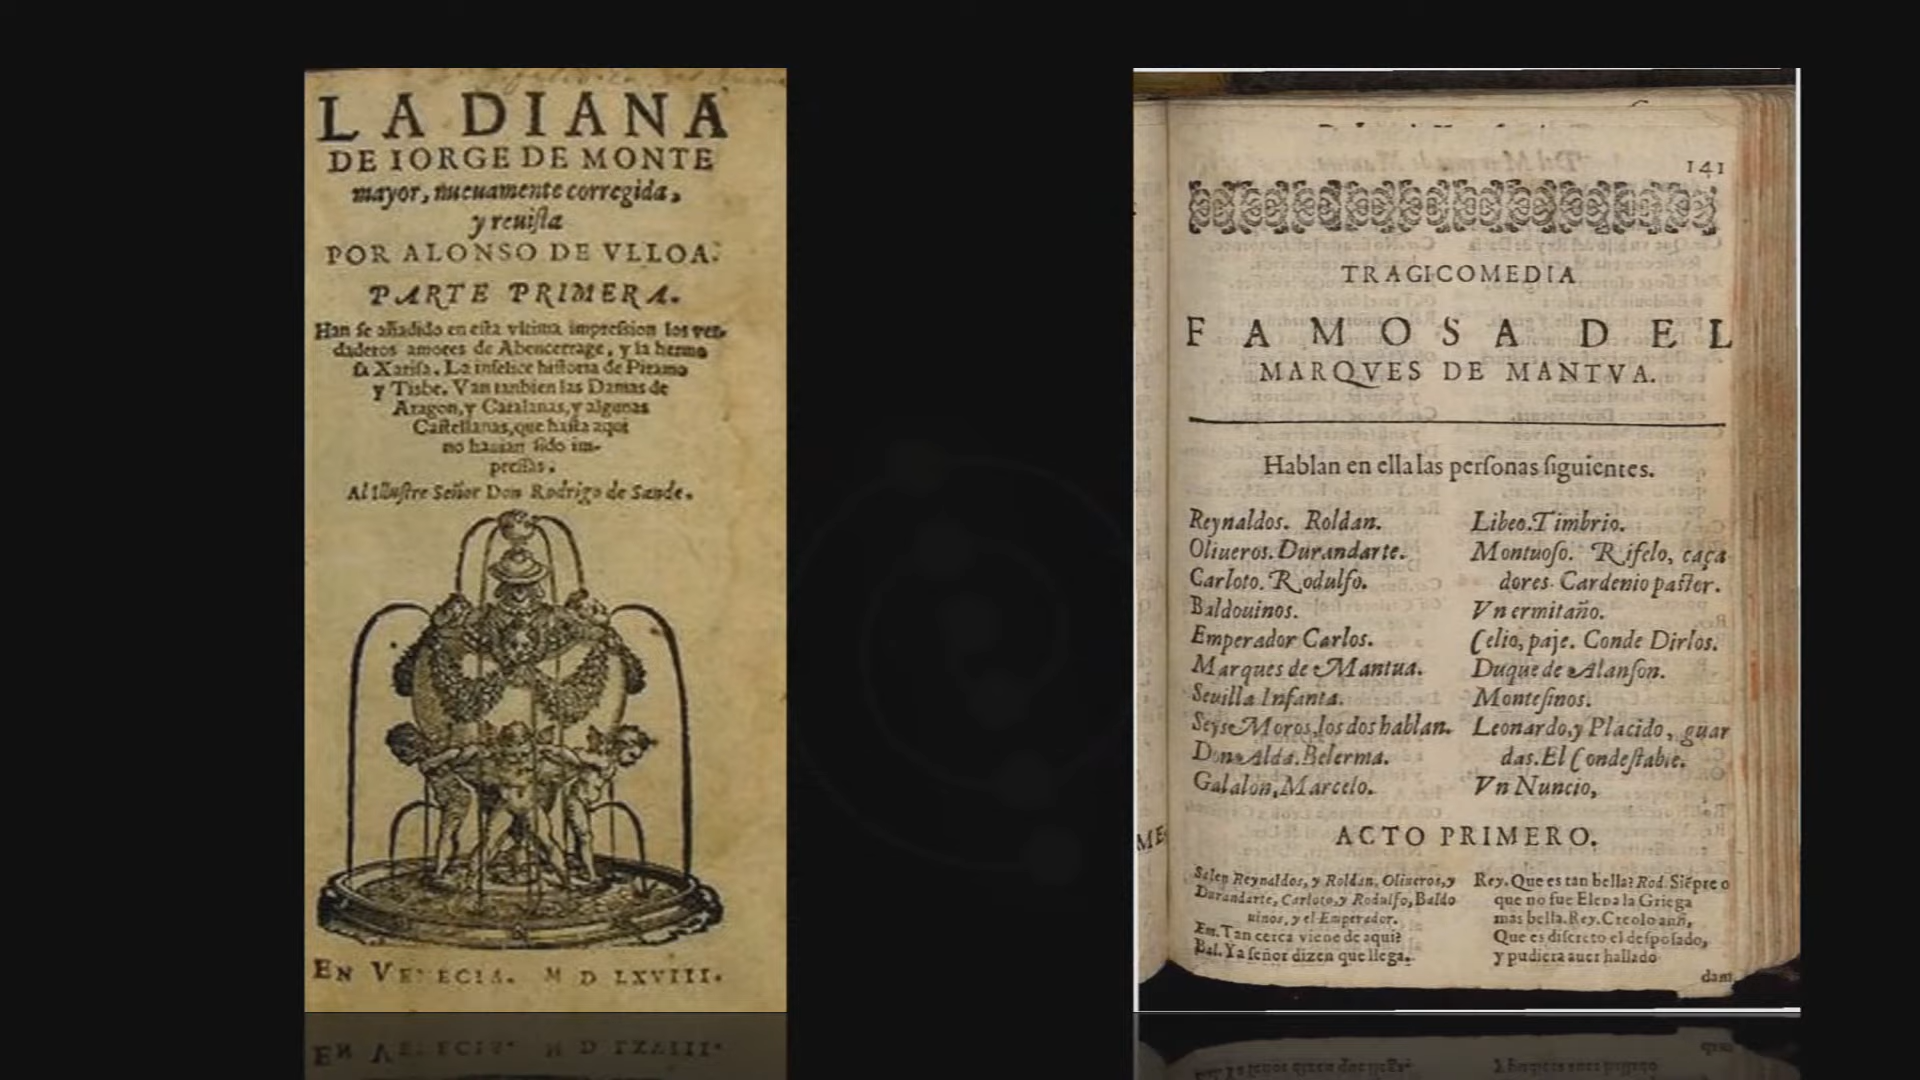 LA DIANA
DE IORGE DE MONTE
mayor, nueuamente corregida,
y reuiſta
POR ALONSO DE VLLOA.
PARTE PRIMERA.
Han ſe añadido en eſta vltima impreſsion los ver-
daderos amores de Abencerrage, y la hermo
ſa Xarifa. La infelice hiſtoria de Piramo
y Tisbe. Van tanbien las Damas de
Aragon, y Catalanas, y algunas
Caſtellanas, que haſta aqui
no hauian ſido im-
preſſas.
Al Illuſtre Señor Don Rodrigo de Sande.
EN VENECIA. M D LXVIII.
141
TRAGICOMEDIA
FAMOSA DEL
MARQVES DE MANTVA.
Hablan en ella las perſonas ſiguientes.
Reynaldos. Roldan.
Oliueros. Durandarte.
Carloto. Rodulfo.
Baldouinos.
Emperador Carlos.
Marques de Mantua.
Seuilla Infanta.
Seys Moros, los dos hablan.
Dona Alda. Belerma.
Galalon, Marcelo.
Libeo. Timbrio.
Montuoſo. Rifelo, caça
dores. Cardenio paſtor.
Vn ermitaño.
Celio, paje. Conde Dirlos.
Duque de Alanſon.
Monteſinos.
Leonardo, y Placido, guar
das. El Condeſtable.
Vn Nuncio,
ACTO PRIMERO.
Salen Reynaldos, y Roldan, Oliueros, y
Durandarte, Carloto, y Rodulfo, Baldo
uinos, y el Emperador.
Em. Tan cerca viene de aqui?
Bal. Ya ſeñor dizen que llega.
Rey. Que es tan bella? Rod. Siẽpre o
que no fue Elena la Griega
mas bella. Rey. Creolo anſi,
Que es diſcreto el deſpoſado,
y pudiera auer hallado
dam